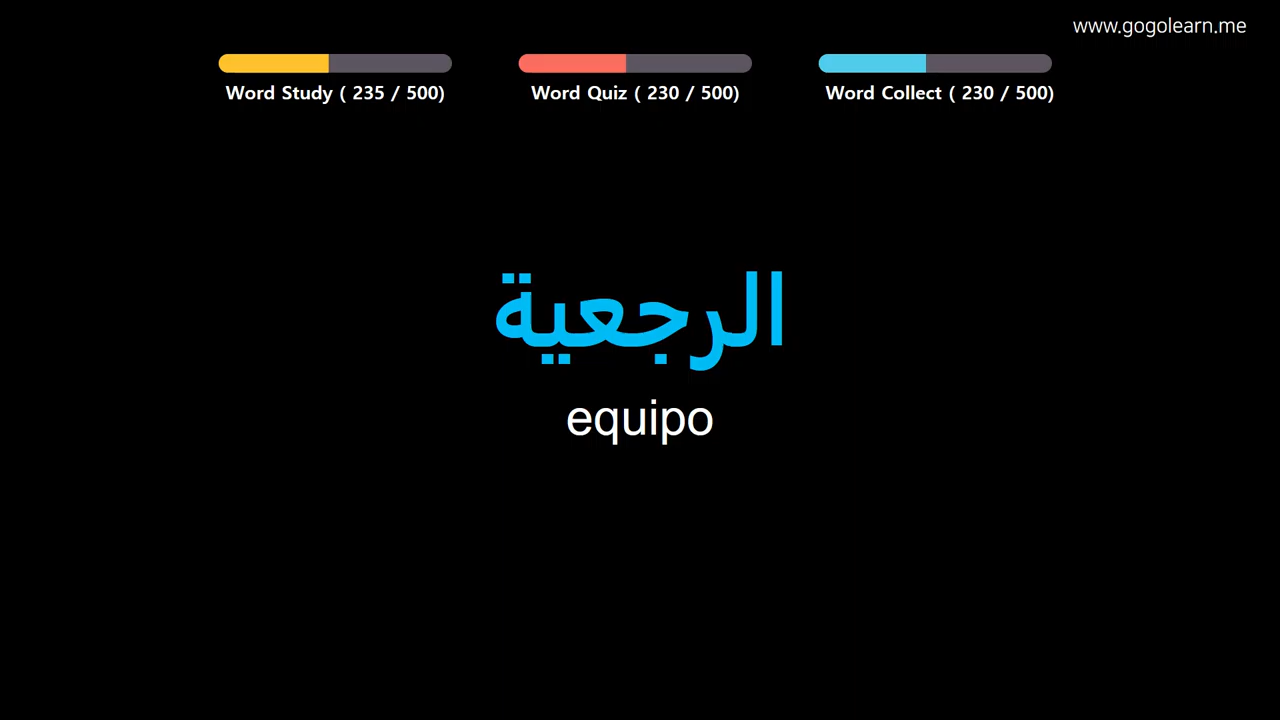 www.gogolearn.me
Word Study ( 235 / 500)
Word Quiz ( 230 / 500)
Word Collect ( 230 / 500)
الرجعية
equipo